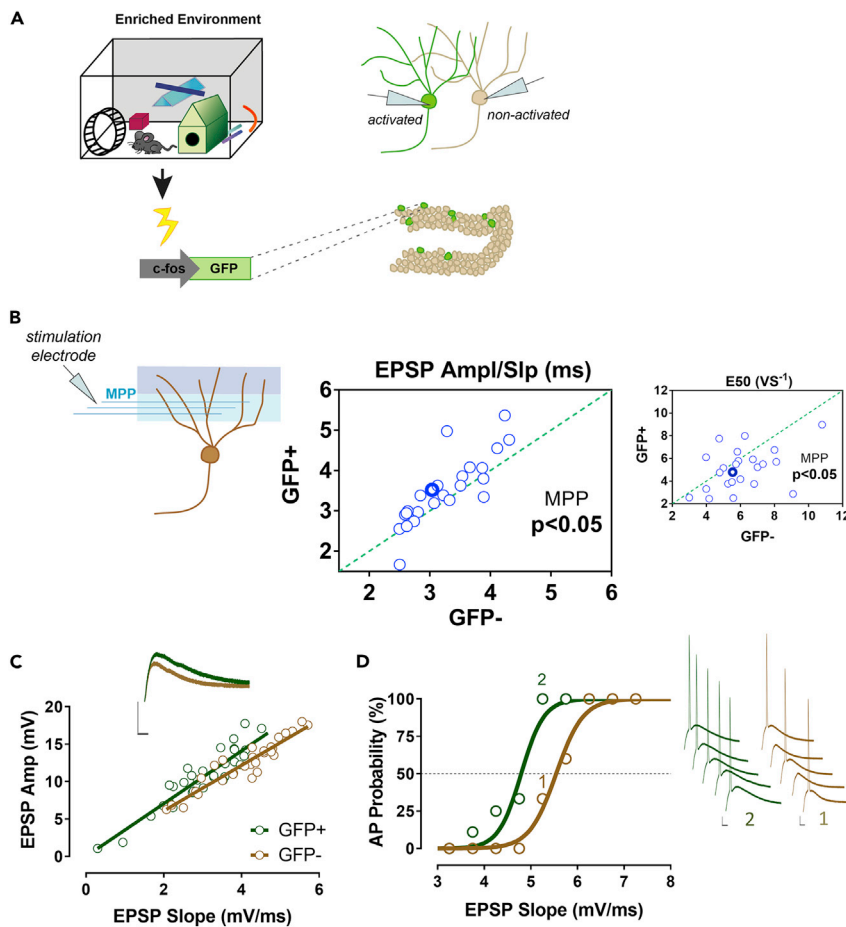 A
Enriched Environment
activated
non-activated
c-fos
GFP
B
stimulation
electrode
MPP
EPSP Ampl/Slp (ms)
GFP+
6
5
4
3
2
2 3 4 5 6
GFP-
MPP
p<0.05
E50 (VS-1)
GFP+
12
10
8
6
4
2
2 4 6 8 10 12
GFP-
MPP
p<0.05
C
EPSP Amp (mV)
20
15
10
5
0
0 2 4 6
EPSP Slope (mV/ms)
GFP+
GFP-
D
AP Probability (%)
100
75
50
25
0
3 4 5 6 7 8
EPSP Slope (mV/ms)
2
1
2
1